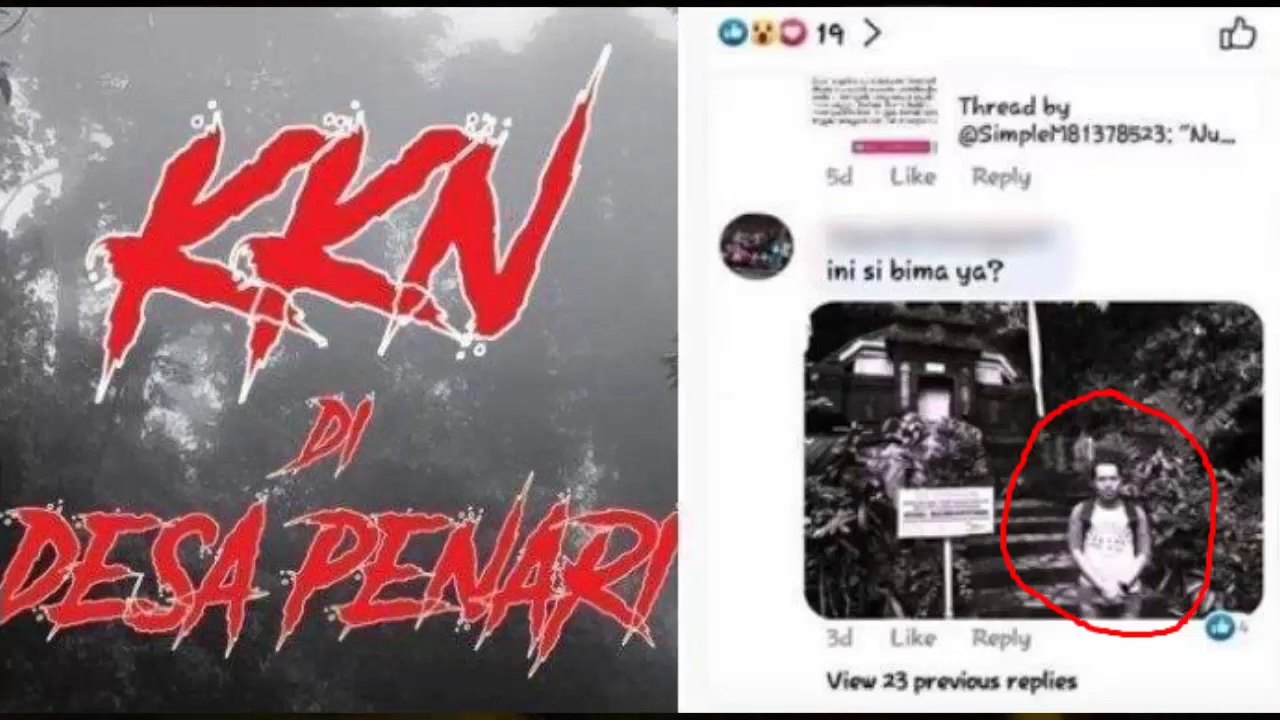 KKN
DI
DESA PENARI
19
Thread by
@SimpleM81378523: "Nu...
5d Like Reply
ini si bima ya?
4
3d Like Reply
View 23 previous replies